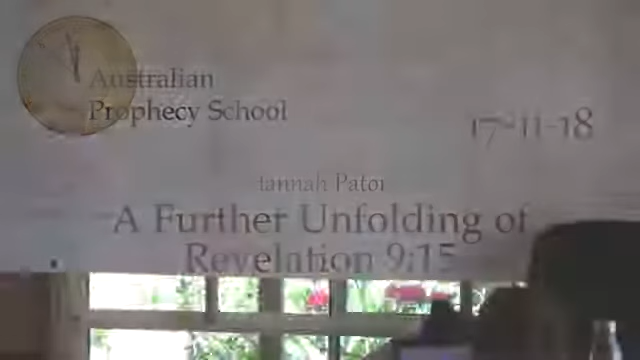 Australian
Prophecy School
17-11-18
A Further Unfolding of
Revelation 9:15